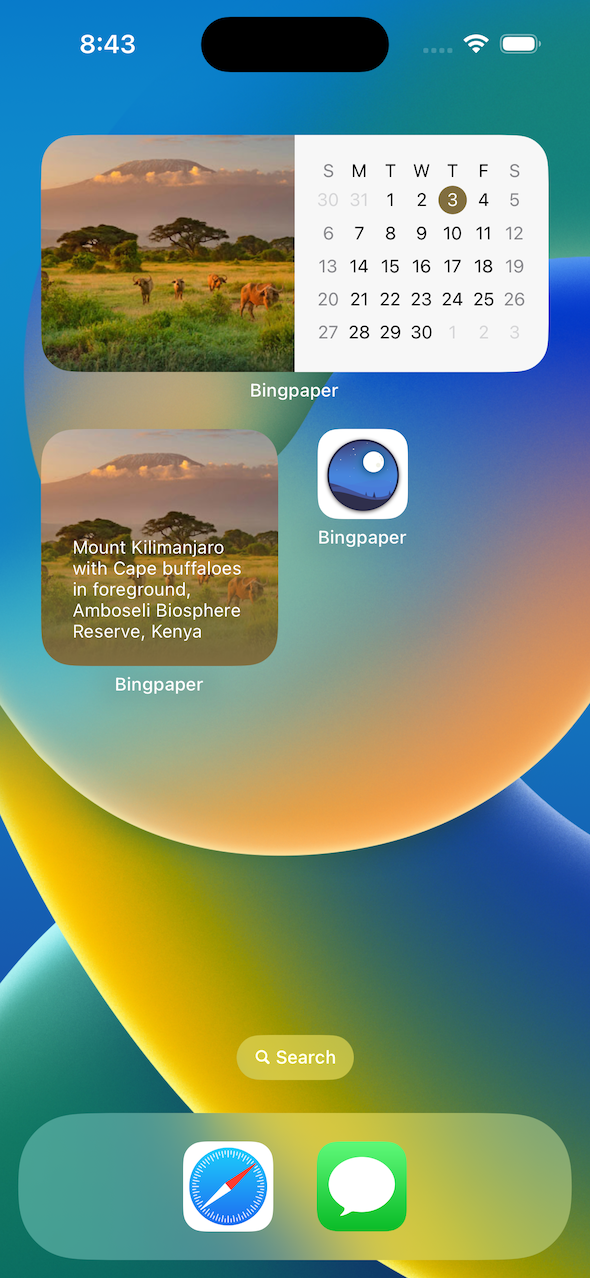 8:43
S M T W T F S
30 31 1 2 3 4 5
6 7 8 9 10 11 12
13 14 15 16 17 18 19
20 21 22 23 24 25 26
27 28 29 30 1 2 3
Bingpaper
Mount Kilimanjaro
with Cape buffaloes
in foreground,
Amboseli Biosphere
Reserve, Kenya
Bingpaper
Bingpaper
Search